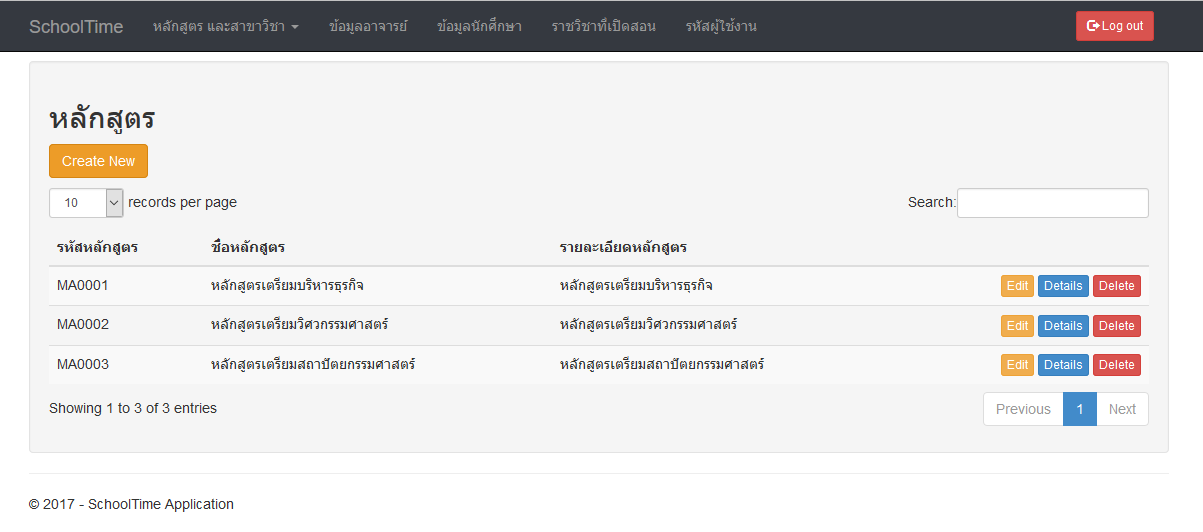 SchoolTime หลักสูตร และสาขาวิชา ข้อมูลอาจารย์ ข้อมูลนักศึกษา ราชวิชาที่เปิดสอน รหัสผู้ใช้งาน Log out
หลักสูตร
Create New
10 records per page Search:
รหัสหลักสูตร ชื่อหลักสูตร รายละเอียดหลักสูตร
MA0001 หลักสูตรเตรียมบริหารธุรกิจ หลักสูตรเตรียมบริหารธุรกิจ Edit Details Delete
MA0002 หลักสูตรเตรียมวิศวกรรมศาสตร์ หลักสูตรเตรียมวิศวกรรมศาสตร์ Edit Details Delete
MA0003 หลักสูตรเตรียมสถาปัตยกรรมศาสตร์ หลักสูตรเตรียมสถาปัตยกรรมศาสตร์ Edit Details Delete
Showing 1 to 3 of 3 entries Previous 1 Next
© 2017 - SchoolTime Application